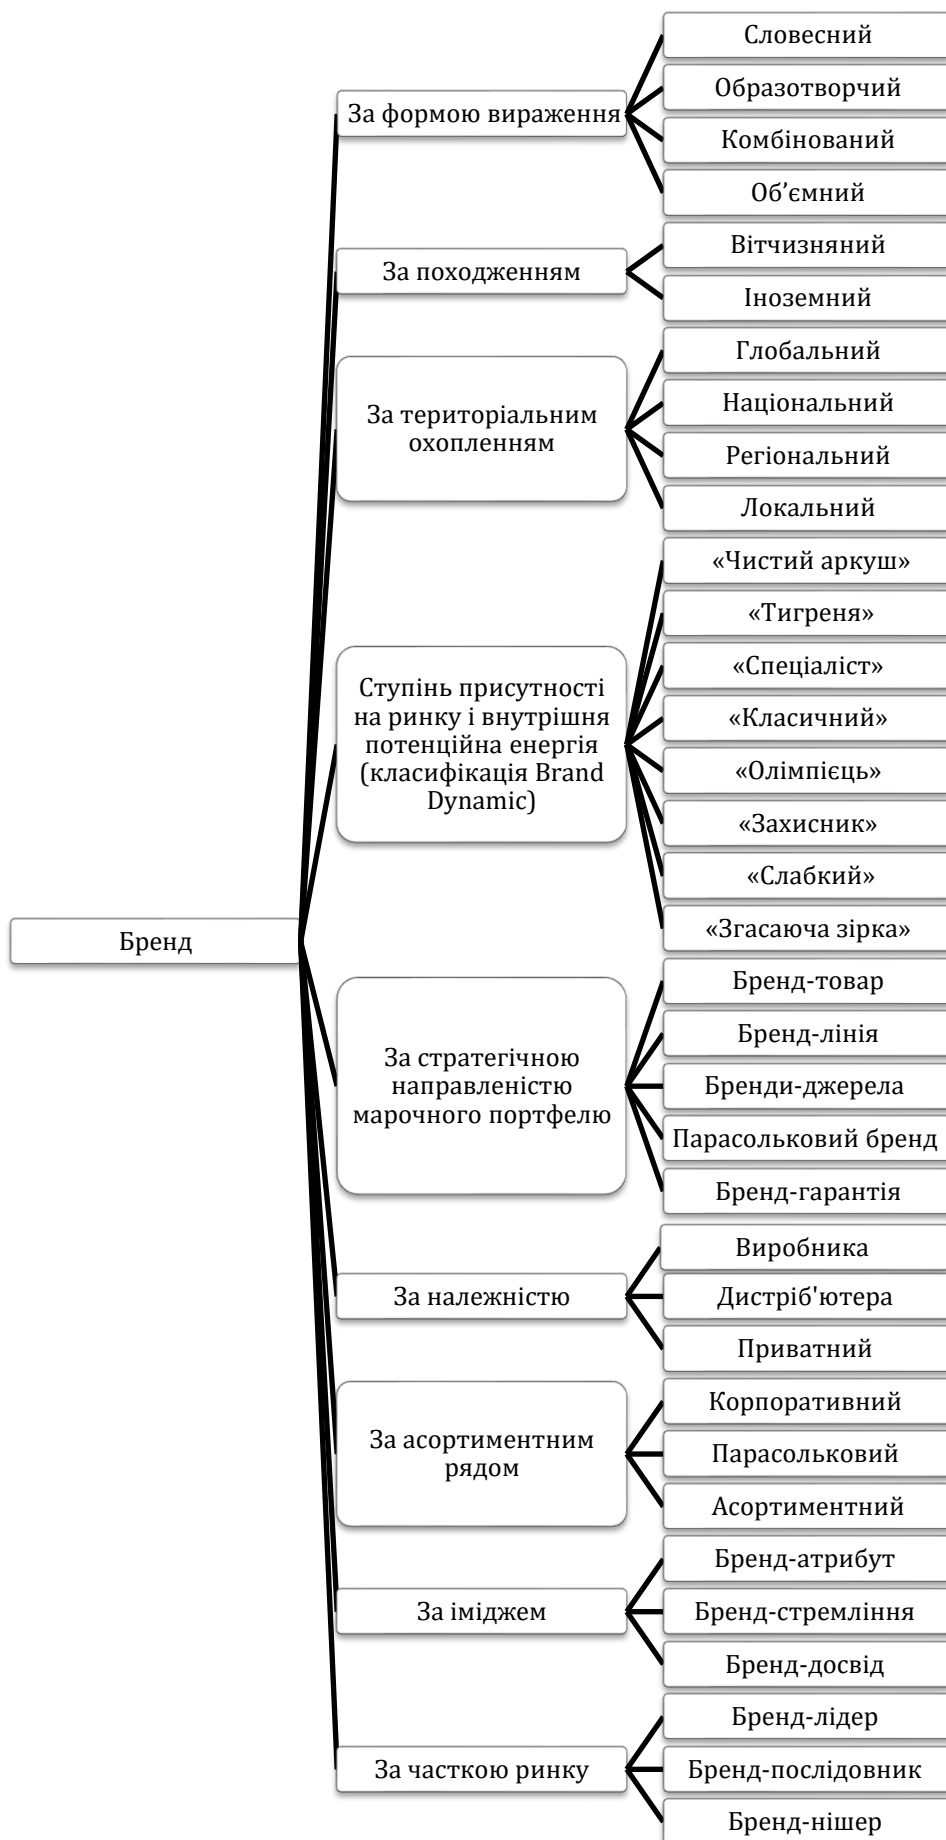 Бренд
За формою вираження
Словесний
Образотворчий
Комбінований
Об’ємний
За походженням
Вітчизняний
Іноземний
За територіальним
охопленням
Глобальний
Національний
Регіональний
Локальний
Ступінь присутності
на ринку і внутрішня
потенційна енергія
(класифікація Brand
Dynamic)
«Чистий аркуш»
«Тигреня»
«Спеціаліст»
«Класичний»
«Олімпієць»
«Захисник»
«Слабкий»
«Згасаюча зірка»
За стратегічною
направленістю
марочного портфелю
Бренд-товар
Бренд-лінія
Бренди-джерела
Парасольковий бренд
Бренд-гарантія
За належністю
Виробника
Дистриб'ютера
Приватний
За асортиментним
рядом
Корпоративний
Парасольковий
Асортиментний
За іміджем
Бренд-атрибут
Бренд-стремління
Бренд-досвід
За часткою ринку
Бренд-лідер
Бренд-послідовник
Бренд-нішер